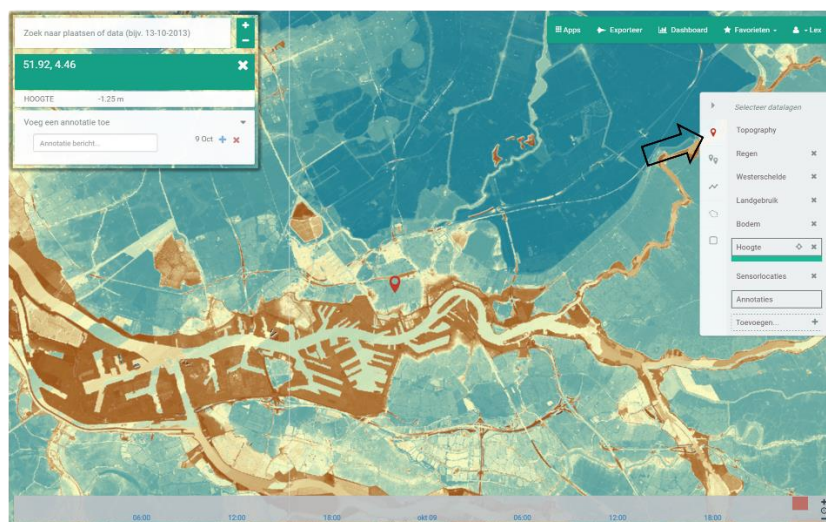 Zoek naar plaatsen of data (bijv. 13-10-2013)
+
−
51.92, 4.46
HOOGTE -1.25 m
Voeg een annotatie toe
Annotatie bericht...
9 Oct
Apps Exporteer Dashboard Favorieten - Lex
Selecteer datalagen
Topography
Regen
Westerschelde
Landgebruik
Bodem
Hoogte
Sensorlocaties
Annotaties
Toevoegen... +
06:00 12:00 18:00 okt 09 06:00 12:00 18:00